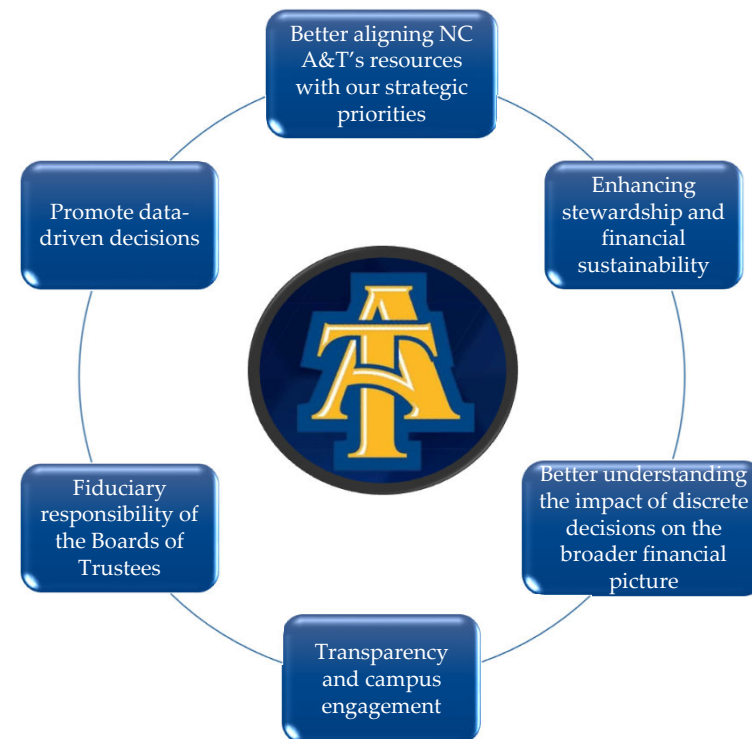 Better aligning NC
A&T's resources
with our strategic
priorities
Enhancing
stewardship and
financial
sustainability
Better understanding
the impact of discrete
decisions on the
broader financial
picture
Transparency
and campus
engagement
Fiduciary
responsibility of
the Boards of
Trustees
Promote data-
driven decisions
AT